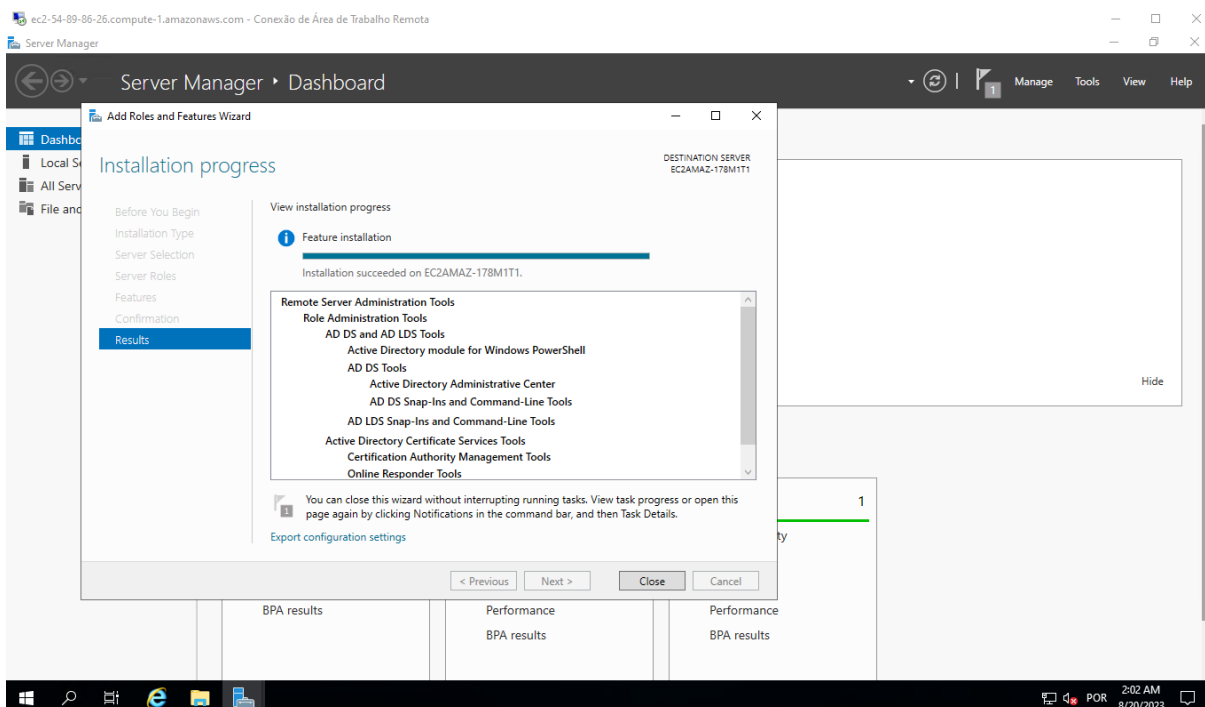 ec2-54-89-86-26.compute-1.amazonaws.com - Conexão de Área de Trabalho Remota
Server Manager
Server Manager ‣ Dashboard
1
Manage Tools View Help
Add Roles and Features Wizard
Dashbo
Local Se
All Serv
File and
Installation progress
DESTINATION SERVER
EC2AMAZ-178M1T1
Before You Begin
Installation Type
Server Selection
Server Roles
Features
Confirmation
Results
View installation progress
Feature installation
Installation succeeded on EC2AMAZ-178M1T1.
Remote Server Administration Tools
Role Administration Tools
AD DS and AD LDS Tools
Active Directory module for Windows PowerShell
AD DS Tools
Active Directory Administrative Center
AD DS Snap-Ins and Command-Line Tools
AD LDS Snap-Ins and Command-Line Tools
Active Directory Certificate Services Tools
Certification Authority Management Tools
Online Responder Tools
1
You can close this wizard without interrupting running tasks. View task progress or open this
page again by clicking Notifications in the command bar, and then Task Details.
Export configuration settings
< Previous Next > Close Cancel
Hide
1
ty
BPA results
Performance
BPA results
Performance
BPA results
POR
2:02 AM
8/20/2023